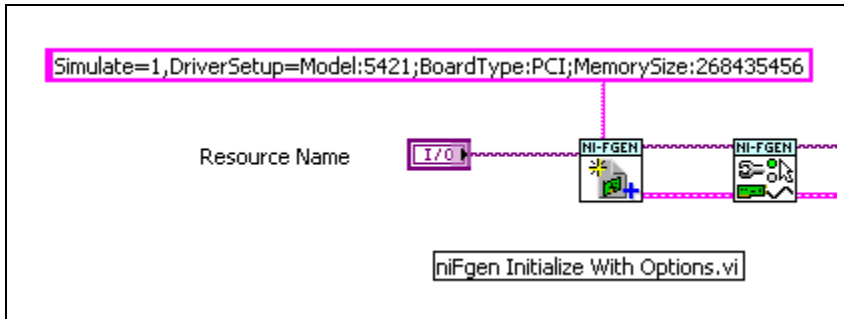 Simulate=1,DriverSetup=Model:5421;BoardType:PCI;MemorySize:268435456
Resource Name
I/O
NI-FGEN
NI-FGEN
niFgen Initialize With Options.vi